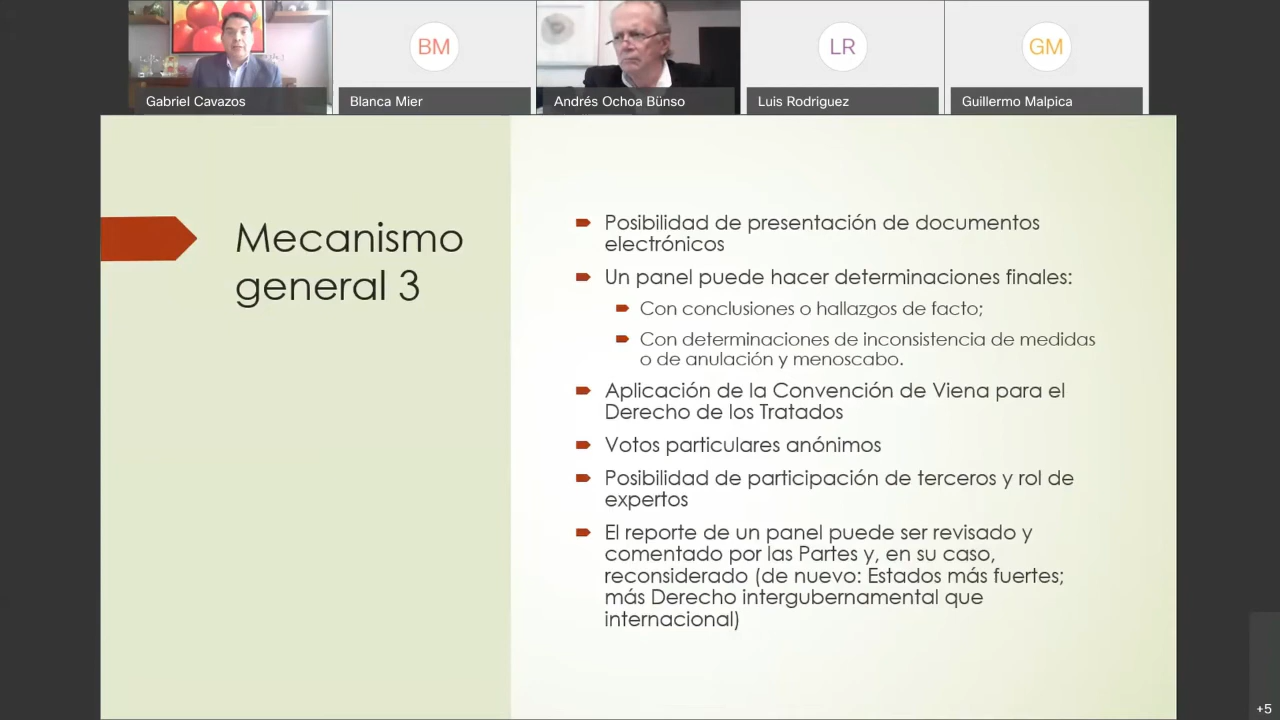 BM
LR
GM
Gabriel Cavazos
Blanca Mier
Andrés Ochoa Bünso
Luis Rodriguez
Guillermo Malpica
Mecanismo
general 3
Posibilidad de presentación de documentos
electrónicos
Un panel puede hacer determinaciones finales:
Con conclusiones o hallazgos de facto;
Con determinaciones de inconsistencia de medidas
o de anulación y menoscabo.
Aplicación de la Convención de Viena para el
Derecho de los Tratados
Votos particulares anónimos
Posibilidad de participación de terceros y rol de
expertos
El reporte de un panel puede ser revisado y
comentado por las Partes y, en su caso,
reconsiderado (de nuevo: Estados más fuertes;
más Derecho intergubernamental que
internacional)
+5